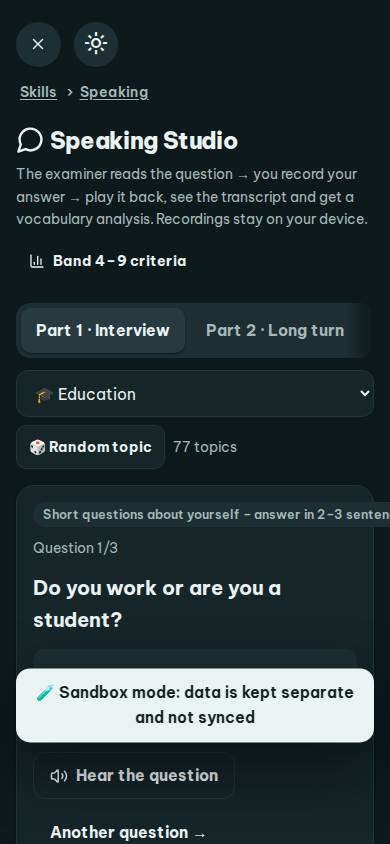 Skills › Speaking
Speaking Studio
The examiner reads the question → you record your
answer → play it back, see the transcript and get a
vocabulary analysis. Recordings stay on your device.
Band 4–9 criteria
Part 1 · Interview
Part 2 · Long turn
🎓 Education
🎲 Random topic
77 topics
Short questions about yourself – answer in 2–3
Question 1/3
Do you work or are you a
student?
🧪 Sandbox mode: data is kept separate
and not synced
Hear the question
Another question →